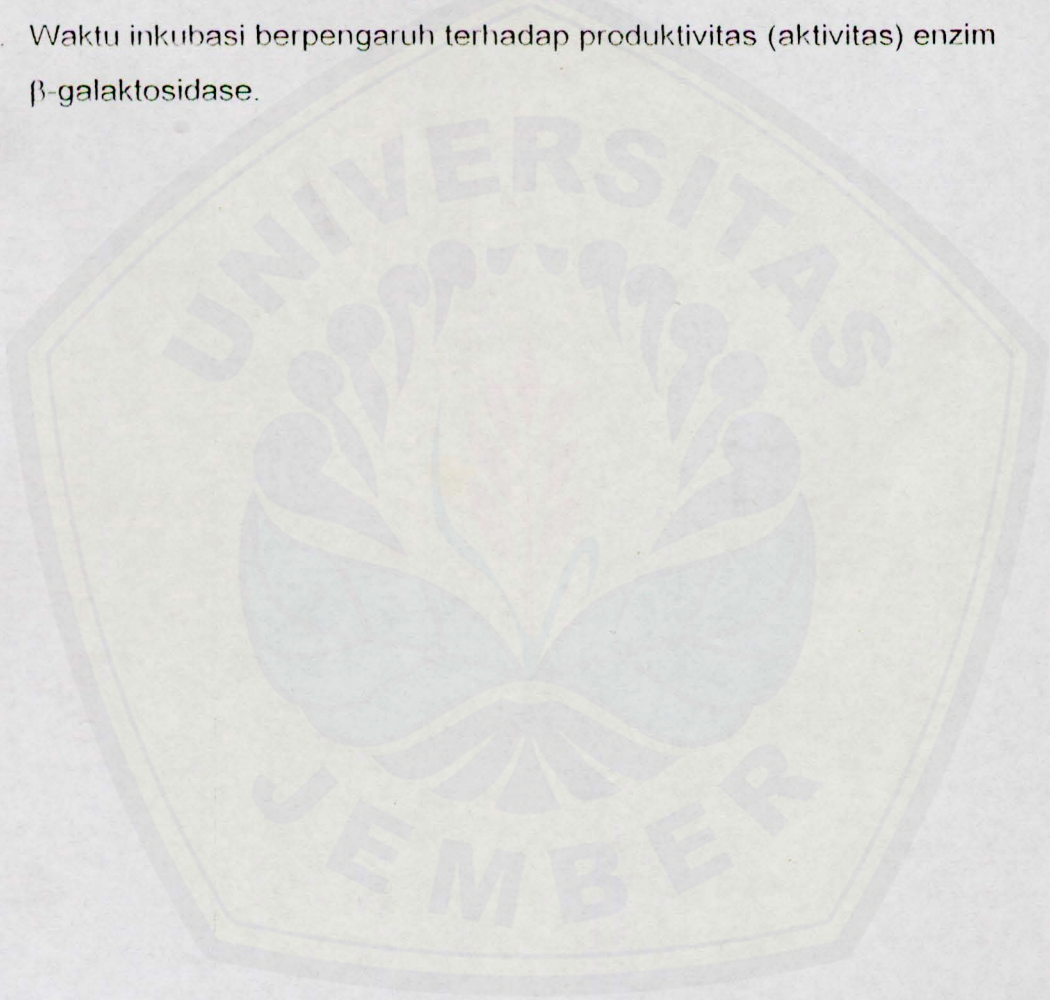 . Waktu inkubasi berpengaruh terhadap produktivitas (aktivitas) enzim
β-galaktosidase.
UNIVERSITAS
JEMBER